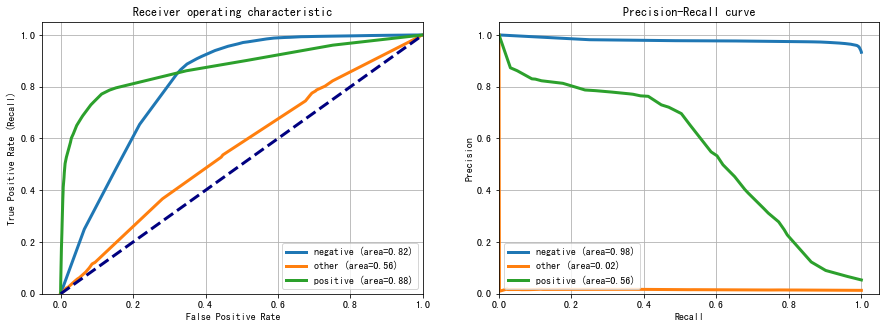 Receiver operating characteristic
True Positive Rate (Recall)
1.0
0.8
0.6
0.4
0.2
0.0
negative (area=0.82)
other (area=0.56)
positive (area=0.88)
0.0 0.2 0.4 0.6 0.8 1.0
False Positive Rate
Precision-Recall curve
Precision
1.0
0.8
0.6
0.4
0.2
0.0
negative (area=0.98)
other (area=0.02)
positive (area=0.56)
0.0 0.2 0.4 0.6 0.8 1.0
Recall